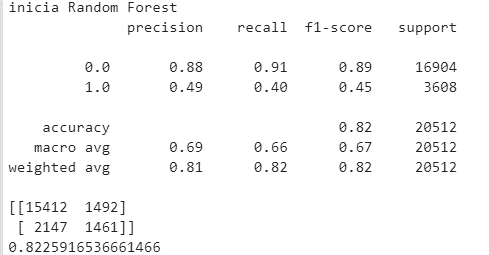 inicia Random Forest
precision recall f1-score support
0.0 0.88 0.91 0.89 16904
1.0 0.49 0.40 0.45 3608
accuracy 0.82 20512
macro avg 0.69 0.66 0.67 20512
weighted avg 0.81 0.82 0.82 20512
[[15412 1492]
[ 2147 1461]]
0.8225916536661466